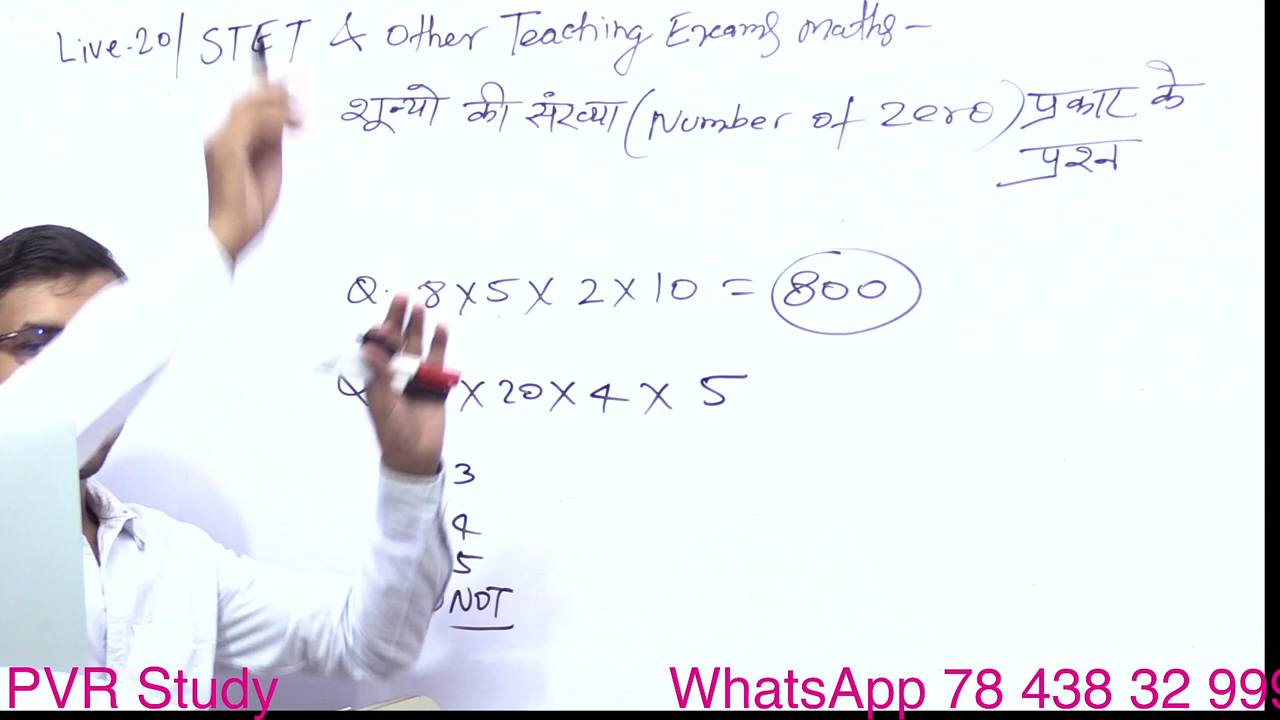 Live-20/ STET & Other Teaching Exams maths-
शून्यो की संख्या (Number of Zero) प्रकार के
प्रश्न
Q. 8 X 5 X 2 X 10 = 800
X 20 X 4 X 5
3
4
5
NOT
PVR Study
WhatsApp 78 438 32 999